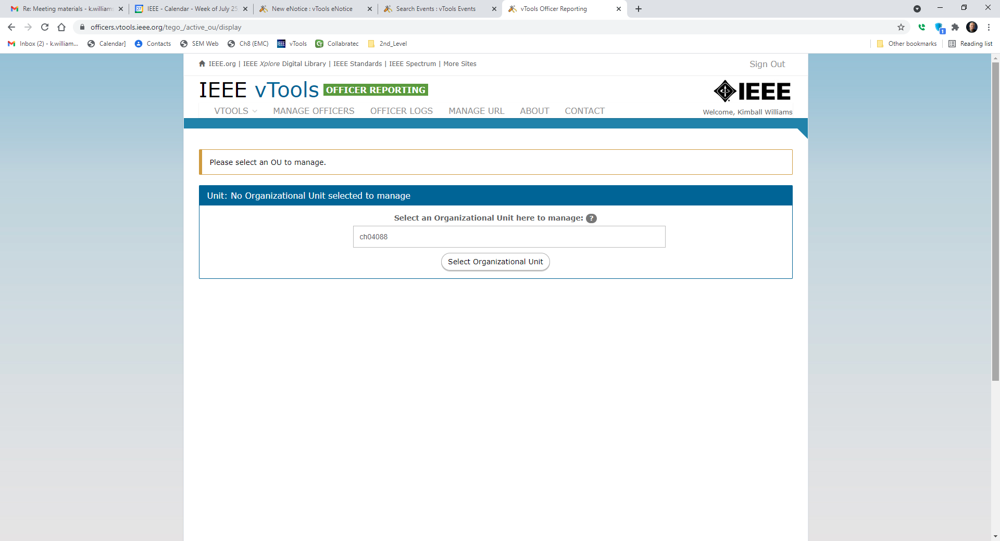 Re: Meeting materials - k.williams
IEEE - Calendar - Week of July 25
New eNotice : vTools eNotice
Search Events : vTools Events
vTools Officer Reporting
officers.vtools.ieee.org/tego_/active_ou/display
1
Inbox (2) - k.william...
Calendar]
Contacts
SEM Web
Ch8 (EMC)
IEEE vTools
Collabratec
2nd_Level
Other bookmarks
Reading list
IEEE.org | IEEE Xplore Digital Library | IEEE Standards | IEEE Spectrum | More Sites
Sign Out
IEEE vTools OFFICER REPORTING
IEEE
VTOOLS MANAGE OFFICERS OFFICER LOGS MANAGE URL ABOUT CONTACT
Welcome, Kimball Williams
Please select an OU to manage.
Unit: No Organizational Unit selected to manage
Select an Organizational Unit here to manage: ?
ch04088
Select Organizational Unit